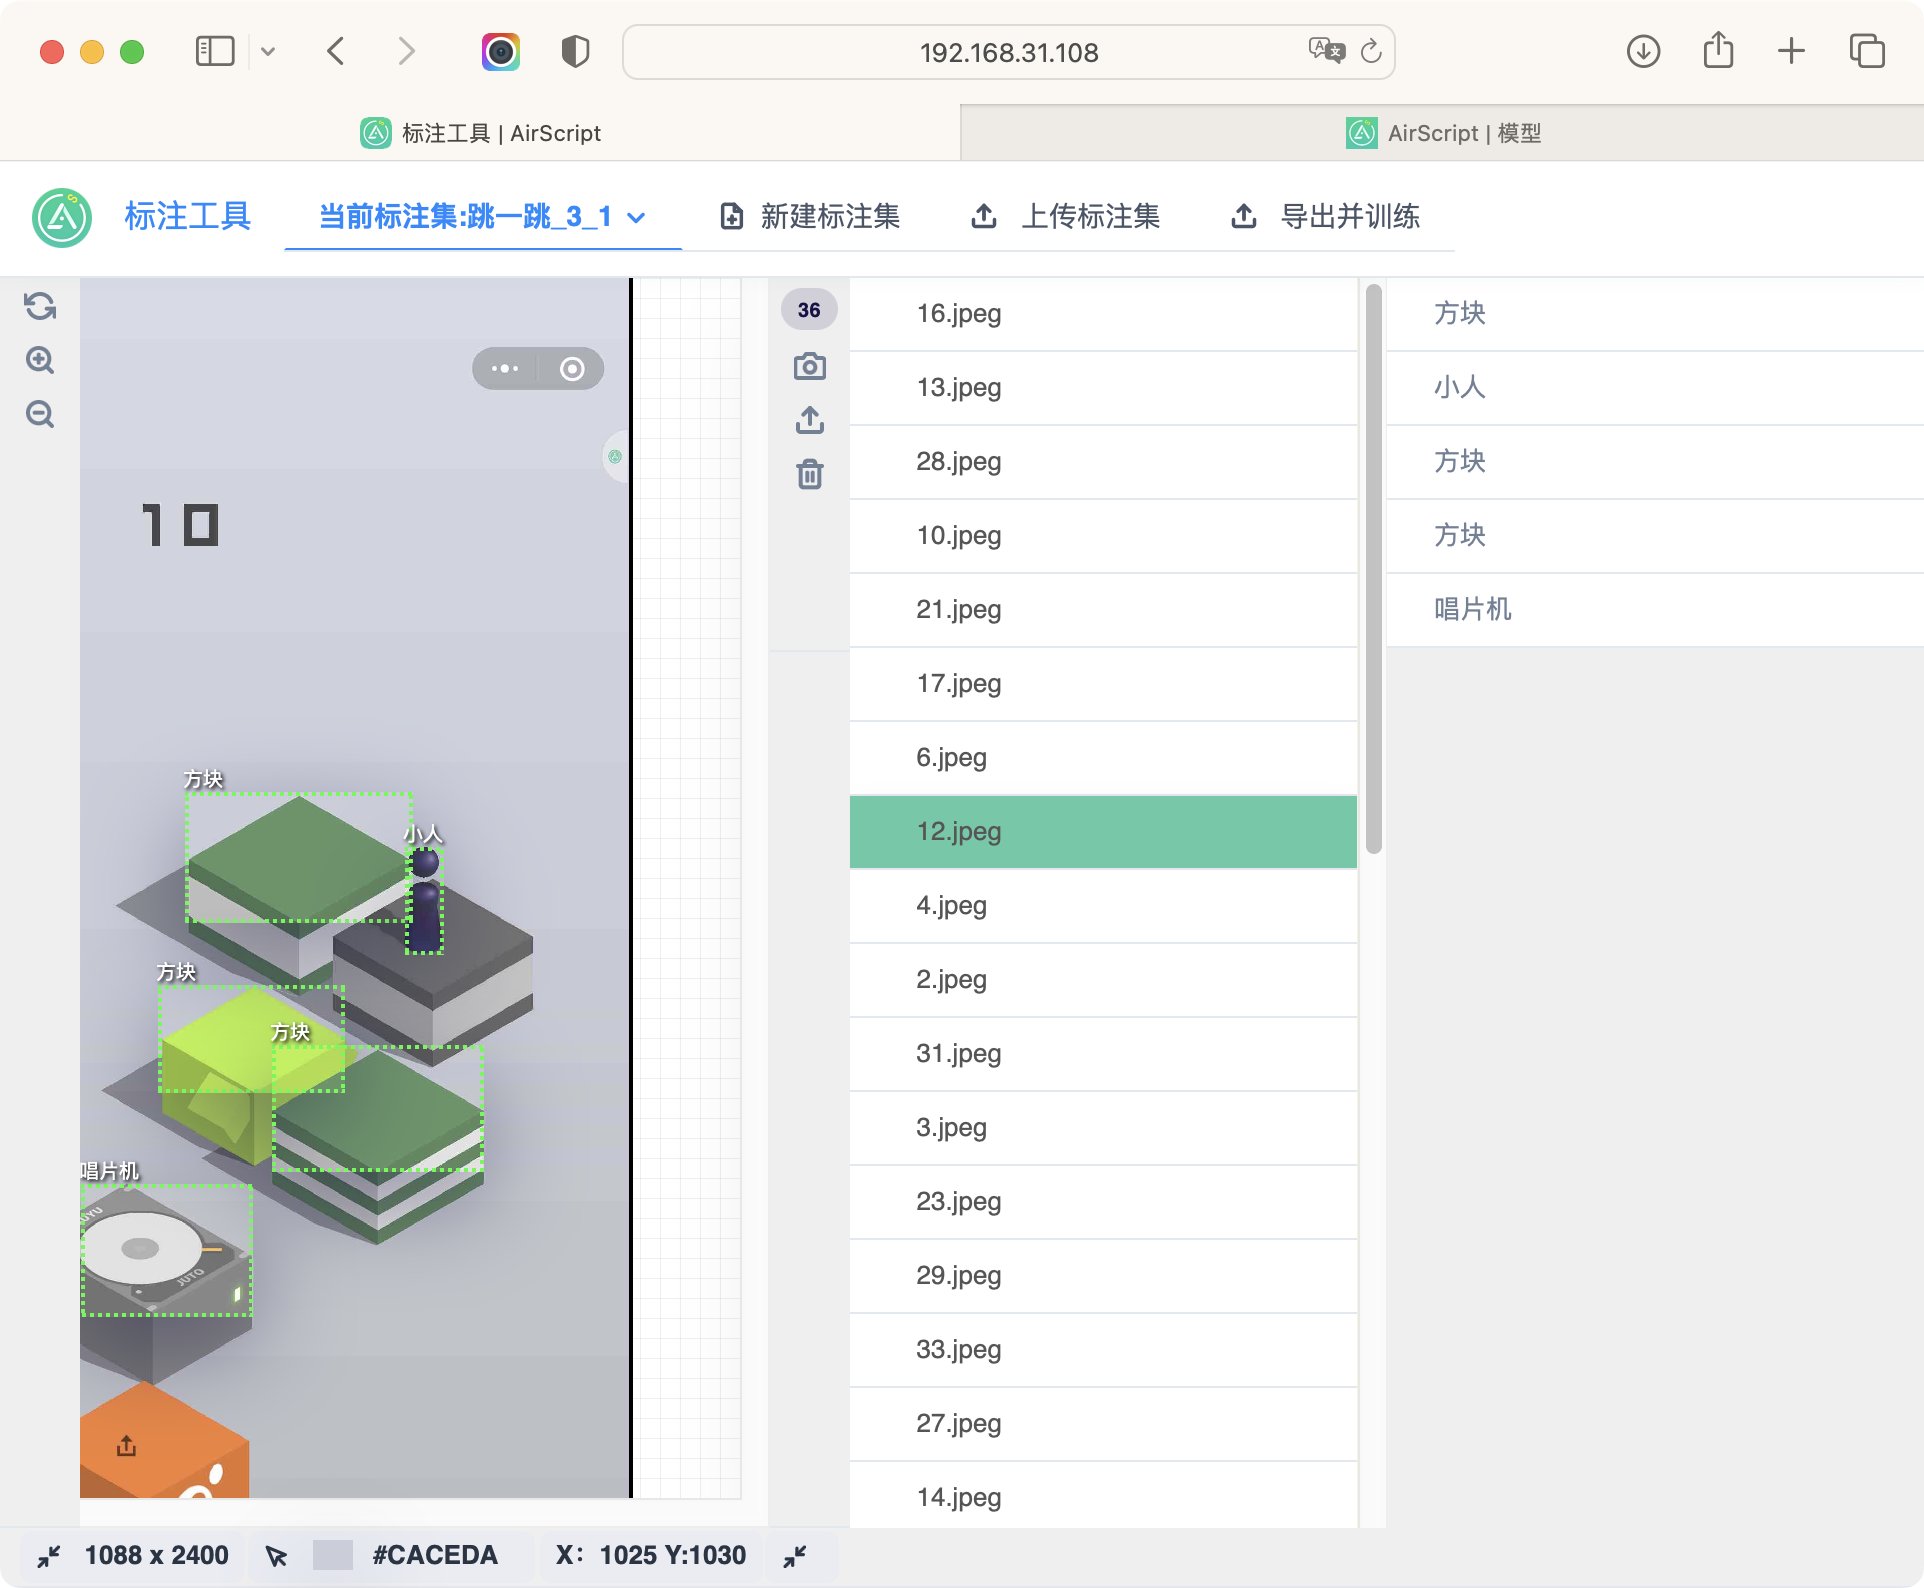 192.168.31.108
标注工具 | AirScript
AirScript | 模型
标注工具
当前标注集:跳一跳_3_1
新建标注集
上传标注集
导出并训练
36
16.jpeg
13.jpeg
28.jpeg
10.jpeg
21.jpeg
17.jpeg
6.jpeg
12.jpeg
4.jpeg
2.jpeg
31.jpeg
3.jpeg
23.jpeg
29.jpeg
33.jpeg
27.jpeg
14.jpeg
方块
小人
方块
方块
唱片机
10
方块
小人
方块
方块
唱片机
JUTO
1088 x 2400
#CACEDA
X: 1025 Y:1030